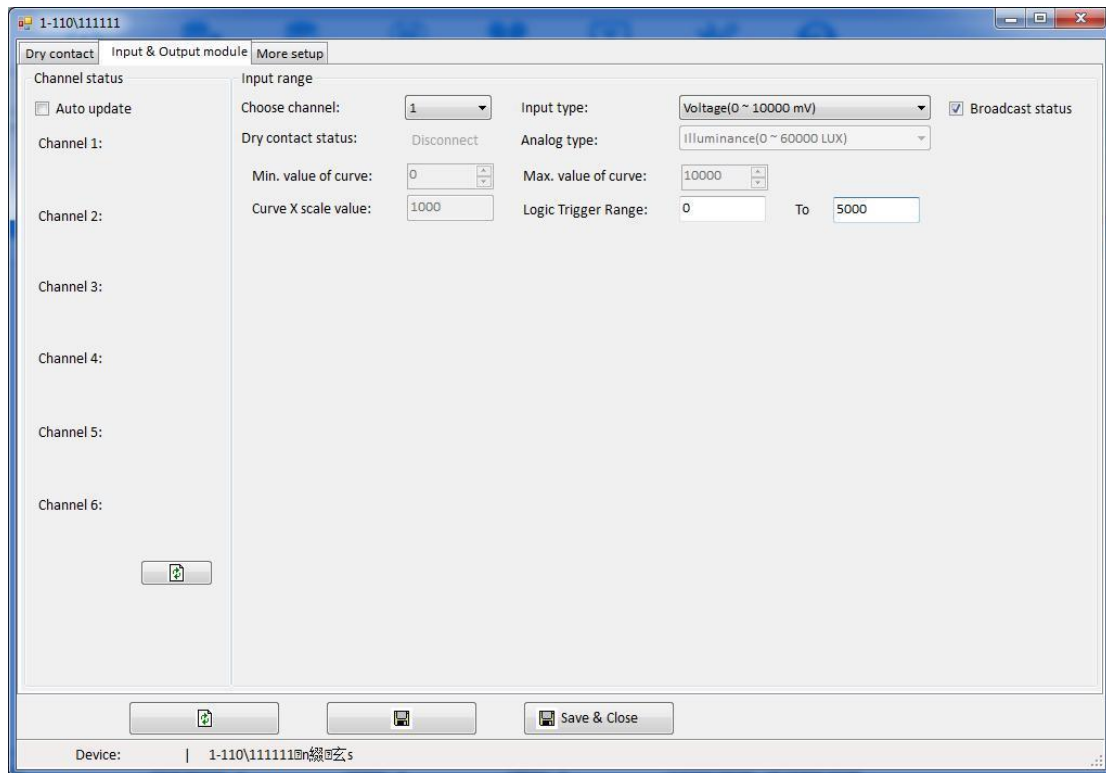 1-110\111111
Dry contact Input & Output module More setup
Channel status
Auto update
Channel 1:
Channel 2:
Channel 3:
Channel 4:
Channel 5:
Channel 6:
Input range
Choose channel: 1 Input type: Voltage(0 ~ 10000 mV) Broadcast status
Dry contact status: Disconnect Analog type: Illuminance(0 ~ 60000 LUX)
Min. value of curve: 0 Max. value of curve: 10000
Curve X scale value: 1000 Logic Trigger Range: 0 To 5000
Save & Close
Device: | 1-110\111111